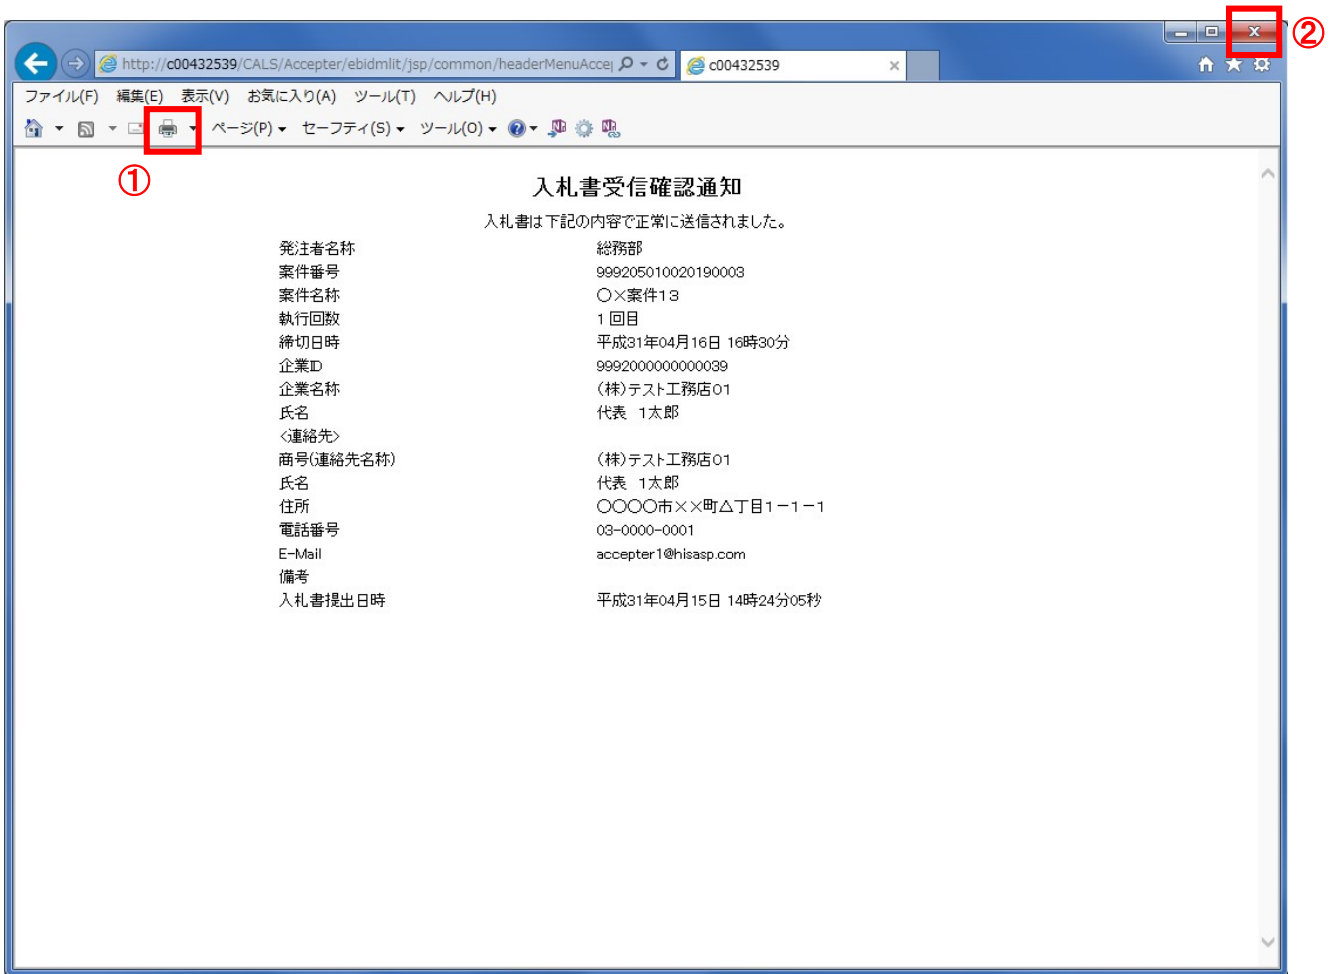 ②
http://c00432539/CALS/Accepter/ebidmlit/jsp/common/headerMenuAccep
c00432539
ファイル(F) 編集(E) 表示(V) お気に入り(A) ツール(T) ヘルプ(H)
ページ(P) セーフティ(S) ツール(O)
①
入札書受信確認通知
入札書は下記の内容で正常に送信されました。
発注者名称 総務部
案件番号 999205010020190003
案件名称 〇×案件13
執行回数 1回目
締切日時 平成31年04月16日 16時30分
企業ID 9992000000000039
企業名称 (株)テスト工務店01
氏名 代表 1太郎
<連絡先>
商号(連絡先名称) (株)テスト工務店01
氏名 代表 1太郎
住所 〇〇〇〇市××町△丁目1-1-1
電話番号 03-0000-0001
E-Mail accepter1@hisasp.com
備考
入札書提出日時 平成31年04月15日 14時24分05秒